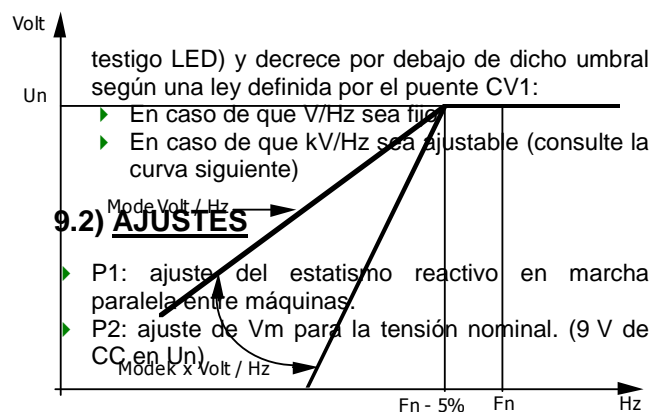 Volt
testigo LED) y decrece por debajo de dicho umbral
Un
según una ley definida por el puente CV1:
En caso de que V/Hz sea fijo
En caso de que kV/Hz sea ajustable (consulte la
curva siguiente)
Mode Volt / Hz
9.2) AJUSTES
P1: ajuste del estatismo reactivo en marcha
paralela entre máquinas.
P2: ajuste de Vm para la tensión nominal. (9 V de
CC en Un)
Mode k x Volt / Hz
Fn - 5%
Fn
Hz